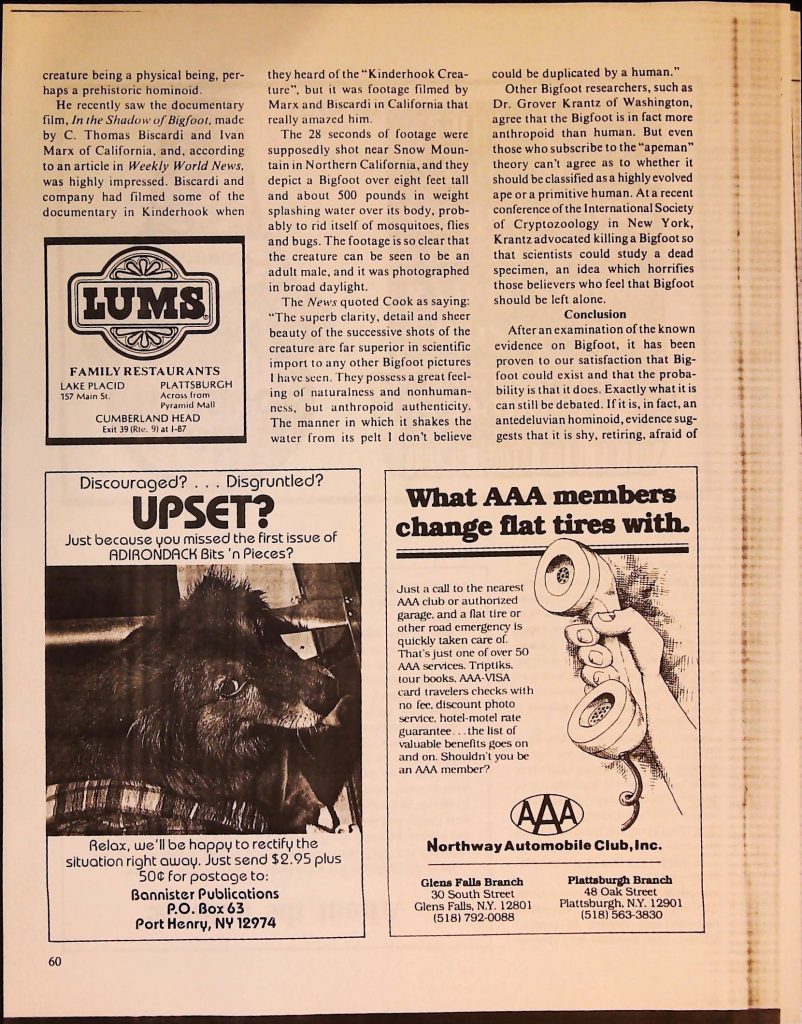 creature being a physical being, per-
haps a prehistoric hominoid.
He recently saw the documentary
film, In the Shadow of Bigfoot, made
by C. Thomas Biscardi and Ivan
Marx of California, and, according
to an article in Weekly World News,
was highly impressed. Biscardi and
company had filmed some of the
documentary in Kinderhook when
they heard of the "Kinderhook Crea-
ture", but it was footage filmed by
Marx and Biscardi in California that
really amazed him.
The 28 seconds of footage were
supposedly shot near Snow Moun-
tain in Northern California, and they
depict a Bigfoot over eight feet tall
and about 500 pounds in weight
splashing water over its body, prob-
ably to rid itself of mosquitoes, flies
and bugs. The footage is so clear that
the creature can be seen to be an
adult male, and it was photographed
in broad daylight.
The News quoted Cook as saying:
"The superb clarity, detail and sheer
beauty of the successive shots of the
creature are far superior in scientific
import to any other Bigfoot pictures
I have seen. They possess a great feel-
ing of naturalness and nonhuman-
ness, but anthropoid authenticity.
The manner in which it shakes the
water from its pelt I don't believe
could be duplicated by a human."
Other Bigfoot researchers, such as
Dr. Grover Krantz of Washington,
agree that the Bigfoot is in fact more
anthropoid than human. But even
those who subscribe to the "apeman"
theory can't agree as to whether it
should be classified as a highly evolved
ape or a primitive human. At a recent
conference of the International Society
of Cryptozoology in New York,
Krantz advocated killing a Bigfoot so
that scientists could study a dead
specimen, an idea which horrifies
those believers who feel that Bigfoot
should be left alone.
Conclusion
After an examination of the known
evidence on Bigfoot, it has been
proven to our satisfaction that Big-
foot could exist and that the proba-
bility is that it does. Exactly what it is
can still be debated. If it is, in fact, an
antedeluvian hominoid, evidence sug-
gests that it is shy, retiring, afraid of
LUMS®
FAMILY RESTAURANTS
LAKE PLACID
157 Main St.
PLATTSBURGH
Across from
Pyramid Mall
CUMBERLAND HEAD
Exit 39 (Rte. 9) at I-87
Discouraged? . . . Disgruntled?
UPSET?
Just because you missed the first issue of
ADIRONDACK Bits 'n Pieces?
Relax, we'll be happy to rectify the
situation right away. Just send $2.95 plus
50¢ for postage to:
Bannister Publications
P.O. Box 63
Port Henry, NY 12974
What AAA members
change flat tires with.
Just a call to the nearest
AAA club or authorized
garage, and a flat tire or
other road emergency is
quickly taken care of.
That's just one of over 50
AAA services. Triptiks,
tour books, AAA-VISA
card travelers checks with
no fee, discount photo
service, hotel-motel rate
guarantee . . . the list of
valuable benefits goes on
and on. Shouldn't you be
an AAA member?
AAA
Northway Automobile Club, Inc.
Glens Falls Branch
30 South Street
Glens Falls, N.Y. 12801
(518) 792-0088
Plattsburgh Branch
48 Oak Street
Plattsburgh, N.Y. 12901
(518) 563-3830
60